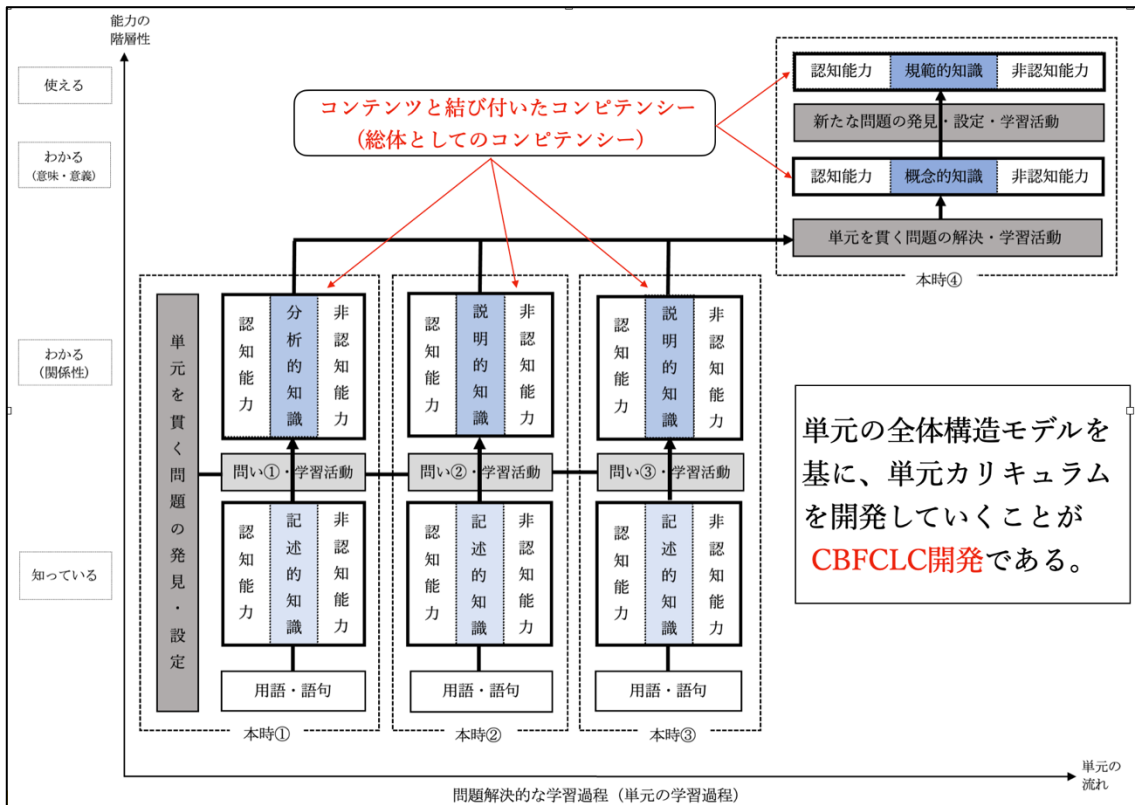 能力の
階層性
使える
わかる
(意味・意義)
わかる
(関係性)
知っている
コンテンツと結び付いたコンピテンシー
(総体としてのコンピテンシー)
認知能力
規範的知識
非認知能力
新たな問題の発見・設定・学習活動
認知能力
概念的知識
非認知能力
単元を貫く問題の解決・学習活動
本時④
単元を貫く問題の発見・設定
認知能力
分析的知識
非認知能力
問い①・学習活動
認知能力
記述的知識
非認知能力
用語・語句
本時①
認知能力
説明的知識
非認知能力
問い②・学習活動
認知能力
記述的知識
非認知能力
用語・語句
本時②
認知能力
説明的知識
非認知能力
問い③・学習活動
認知能力
記述的知識
非認知能力
用語・語句
本時③
単元の全体構造モデルを
基に、単元カリキュラム
を開発していくことが
CBFCLC開発である。
単元の
流れ
問題解決的な学習過程（単元の学習過程）